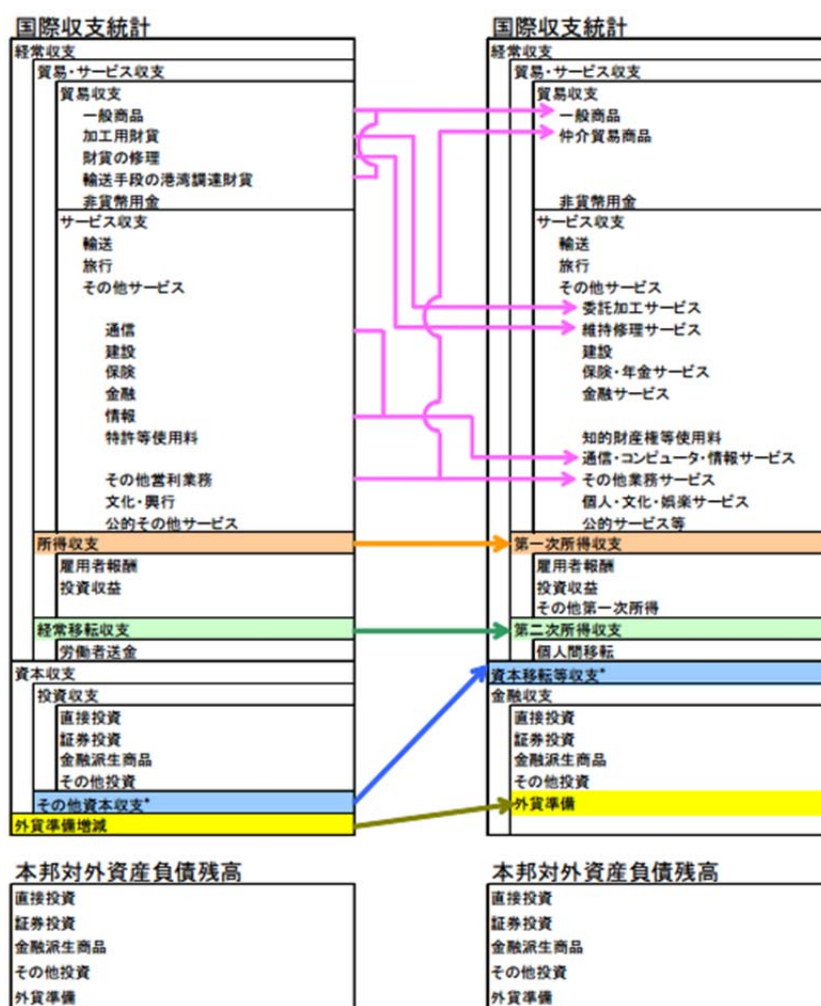 国際収支統計
経常収支
貿易・サービス収支
貿易収支
一般商品
加工用財貨
財貨の修理
輸送手段の港湾調達財貨
非貨幣用金
サービス収支
輸送
旅行
その他サービス
通信
建設
保険
金融
情報
特許等使用料
その他営利業務
文化・興行
公的その他サービス
所得収支
雇用者報酬
投資収益
経常移転収支
労働者送金
資本収支
投資収支
直接投資
証券投資
金融派生商品
その他投資
その他資本収支*
外貨準備増減
本邦対外資産負債残高
直接投資
証券投資
金融派生商品
その他投資
外貨準備
国際収支統計
経常収支
貿易・サービス収支
貿易収支
一般商品
仲介貿易商品
非貨幣用金
サービス収支
輸送
旅行
その他サービス
委託加工サービス
維持修理サービス
建設
保険・年金サービス
金融サービス
知的財産権等使用料
通信・コンピュータ・情報サービス
その他業務サービス
個人・文化・娯楽サービス
公的サービス等
第一次所得収支
雇用者報酬
投資収益
その他第一次所得
第二次所得収支
個人間移転
資本移転等収支*
金融収支
直接投資
証券投資
金融派生商品
その他投資
外貨準備
本邦対外資産負債残高
直接投資
証券投資
金融派生商品
その他投資
外貨準備